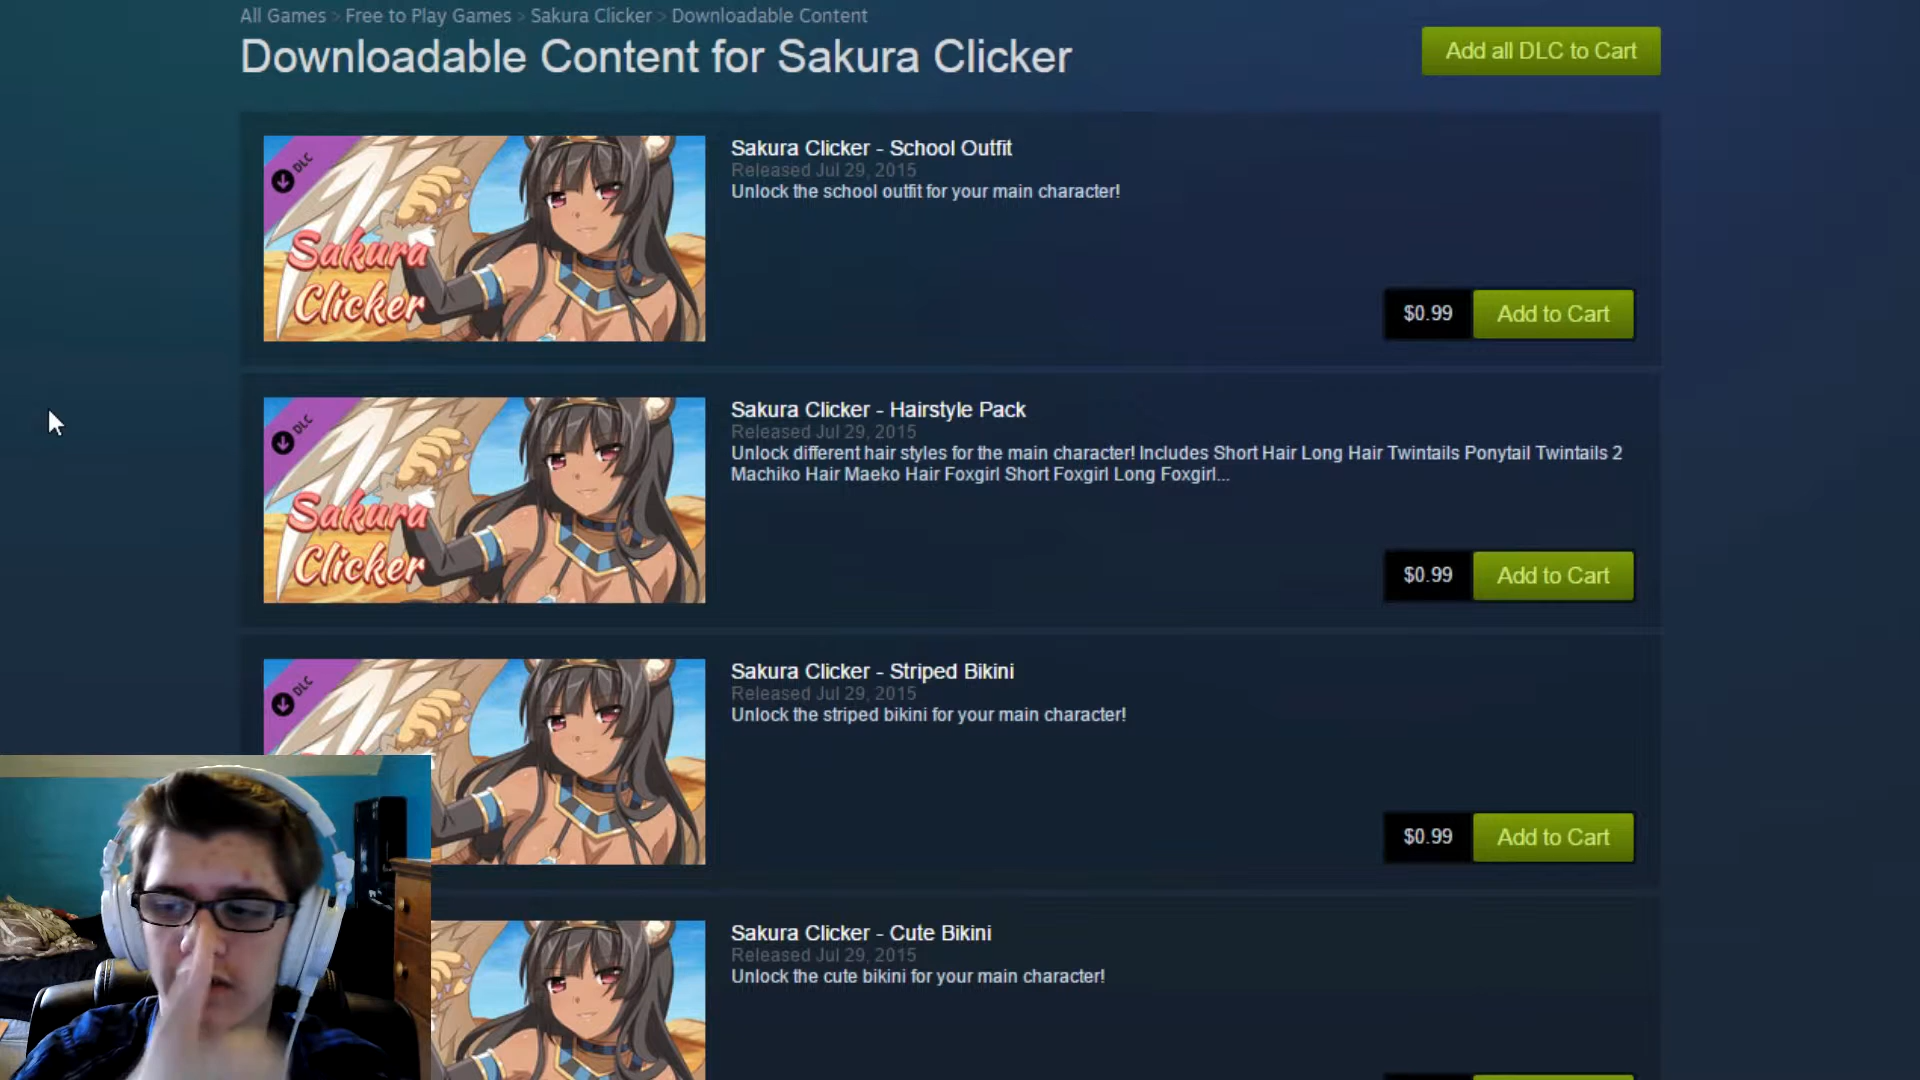 All Games > Free to Play Games > Sakura Clicker > Downloadable Content
Downloadable Content for Sakura Clicker
Add all DLC to Cart
DLC
Sakura
Clicker
Sakura Clicker - School Outfit
Released Jul 29, 2015
Unlock the school outfit for your main character!
$0.99
Add to Cart
DLC
Sakura
Clicker
Sakura Clicker - Hairstyle Pack
Released Jul 29, 2015
Unlock different hair styles for the main character! Includes Short Hair Long Hair Twintails Ponytail Twintails 2
Machiko Hair Maeko Hair Foxgirl Short Foxgirl Long Foxgirl...
$0.99
Add to Cart
DLC
Sakura Clicker - Striped Bikini
Released Jul 29, 2015
Unlock the striped bikini for your main character!
$0.99
Add to Cart
Sakura Clicker - Cute Bikini
Released Jul 29, 2015
Unlock the cute bikini for your main character!